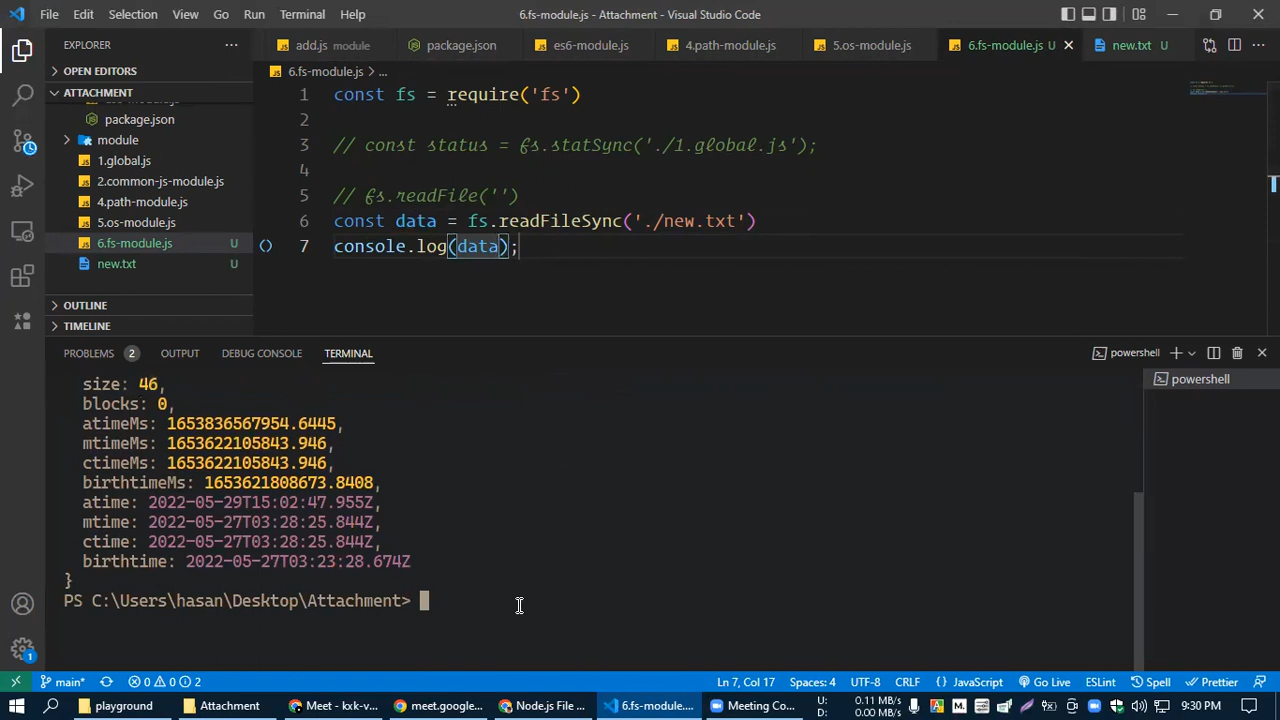 File Edit Selection View Go Run Terminal Help
6.fs-module.js - Attachment - Visual Studio Code
EXPLORER
OPEN EDITORS
ATTACHMENT
package.json
module
1.global.js
2.common-js-module.js
4.path-module.js
5.os-module.js
6.fs-module.js U
new.txt U
OUTLINE
TIMELINE
add.js module
package.json
es6-module.js
4.path-module.js
5.os-module.js
6.fs-module.js U
new.txt U
6.fs-module.js > ...
1 const fs = require('fs')
2
3 // const status = fs.statSync('./1.global.js');
4
5 // fs.readFile('')
6 const data = fs.readFileSync('./new.txt')
7 console.log(data);
PROBLEMS 2 OUTPUT DEBUG CONSOLE TERMINAL
powershell
powershell
size: 46,
blocks: 0,
atimeMs: 1653836567954.6445,
mtimeMs: 1653622105843.946,
ctimeMs: 1653622105843.946,
birthtimeMs: 1653621808673.8408,
atime: 2022-05-29T15:02:47.955Z,
mtime: 2022-05-27T03:28:25.844Z,
ctime: 2022-05-27T03:28:25.844Z,
birthtime: 2022-05-27T03:23:28.674Z
}
PS C:\Users\hasan\Desktop\Attachment>
1
main* 0 0 2
Ln 7, Col 17 Spaces: 4 UTF-8 CRLF {} JavaScript Go Live ESLint Spell Prettier
playground
Attachment
Meet - kxk-v...
meet.google...
Node.js File ...
6.fs-module....
Meeting Co...
U: 0.11 MB/s
D: 0.00 MB/s
M.
9:30 PM